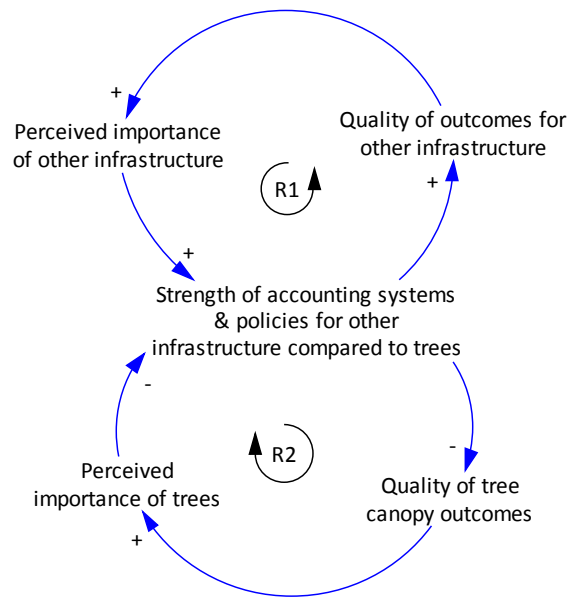 +
Perceived importance
of other infrastructure
Quality of outcomes for
other infrastructure
R1
+
+
Strength of accounting systems
& policies for other
infrastructure compared to trees
-
-
R2
Perceived
importance of trees
Quality of tree
canopy outcomes
+